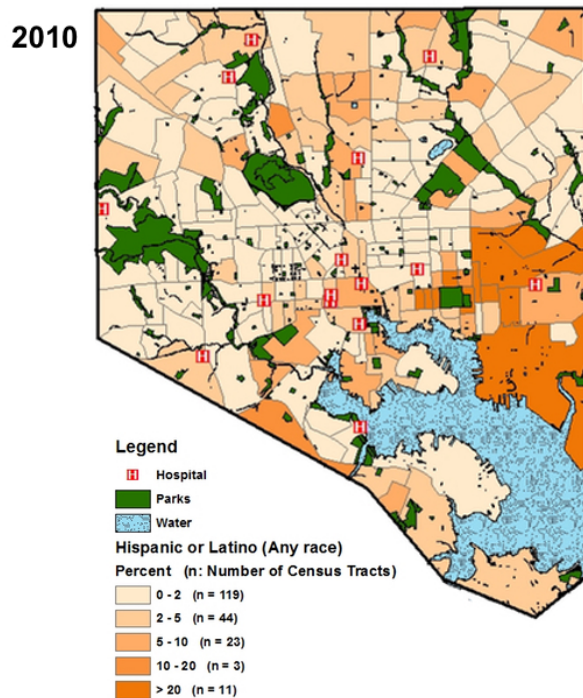 2010
Legend
H Hospital
Parks
Water
Hispanic or Latino (Any race)
Percent (n: Number of Census Tracts)
0 - 2 (n = 119)
2 - 5 (n = 44)
5 - 10 (n = 23)
10 - 20 (n = 3)
> 20 (n = 11)